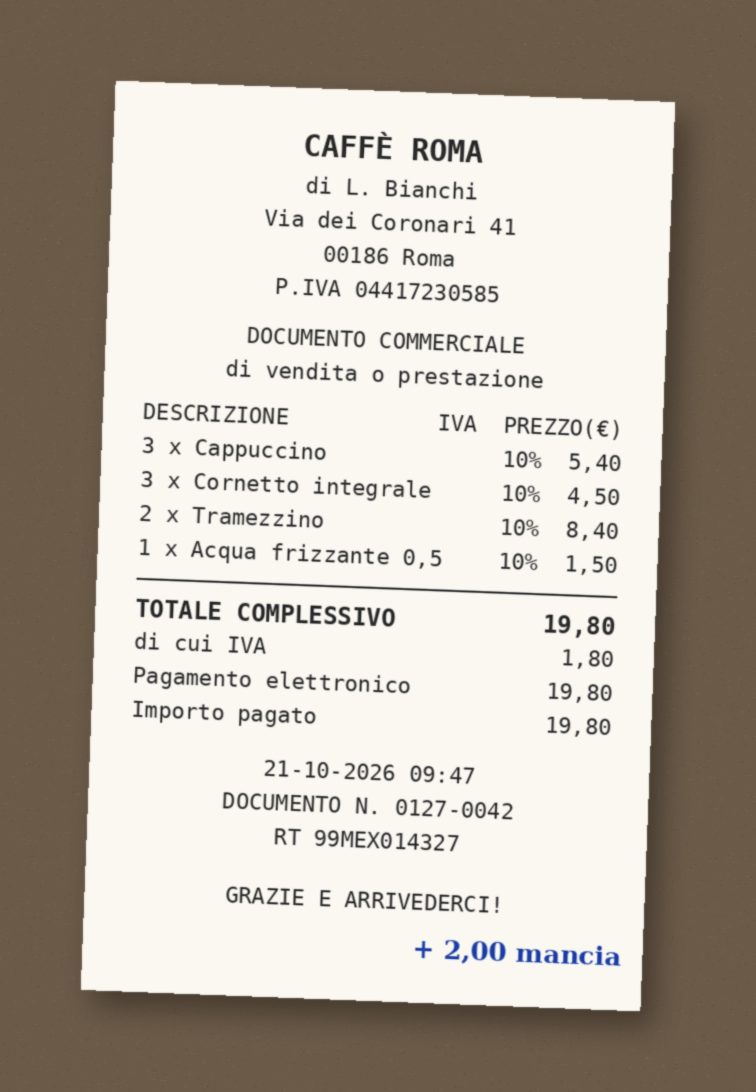 CAFFÈ ROMA
di L. Bianchi
Via dei Coronari 41
00186 Roma
P.IVA 04417230585
DOCUMENTO COMMERCIALE
di vendita o prestazione
DESCRIZIONE IVA PREZZO(€)
3 x Cappuccino 10% 5,40
3 x Cornetto integrale 10% 4,50
2 x Tramezzino 10% 8,40
1 x Acqua frizzante 0,5 10% 1,50
TOTALE COMPLESSIVO 19,80
di cui IVA 1,80
Pagamento elettronico 19,80
Importo pagato 19,80
21-10-2026 09:47
DOCUMENTO N. 0127-0042
RT 99MEX014327
GRAZIE E ARRIVEDERCI!
+ 2,00 mancia